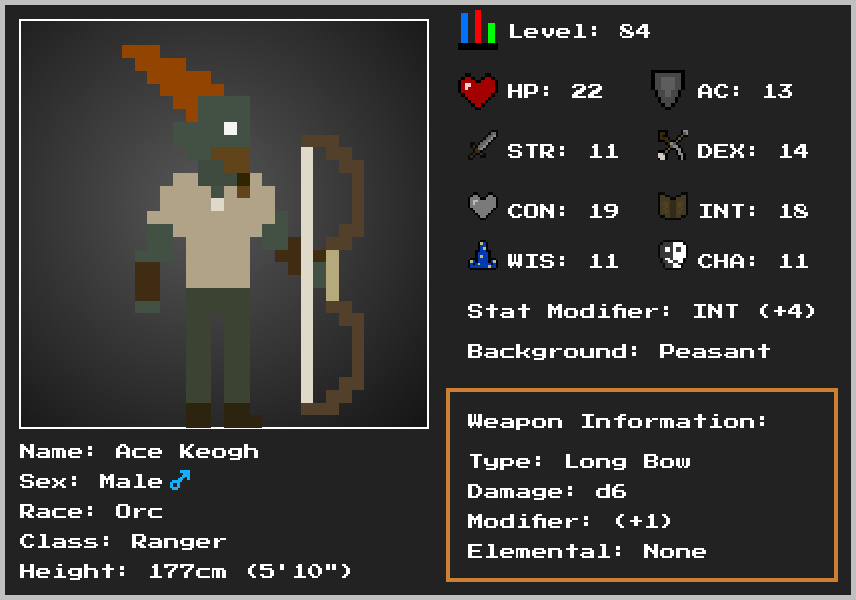 Level: 84
HP: 22 AC: 13
STR: 11 DEX: 14
CON: 19 INT: 18
WIS: 11 CHA: 11
Stat Modifier: INT (+4)
Background: Peasant
Weapon Information:
Type: Long Bow
Damage: d6
Modifier: (+1)
Elemental: None
Name: Ace Keogh
Sex: Male ♂
Race: Orc
Class: Ranger
Height: 177cm (5'10")